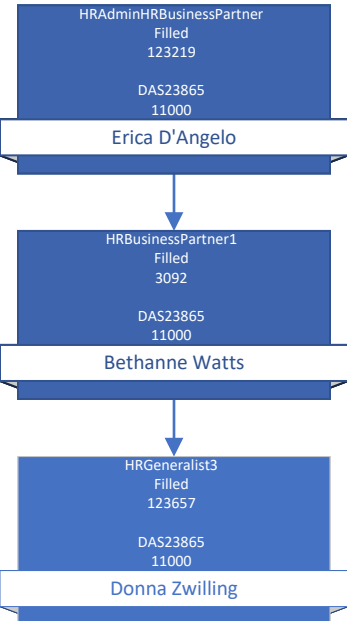 HRAdminHRBusinessPartner
Filled
123219
DAS23865
11000
Erica D'Angelo
HRBusinessPartner1
Filled
3092
DAS23865
11000
Bethanne Watts
HRGeneralist3
Filled
123657
DAS23865
11000
Donna Zwilling